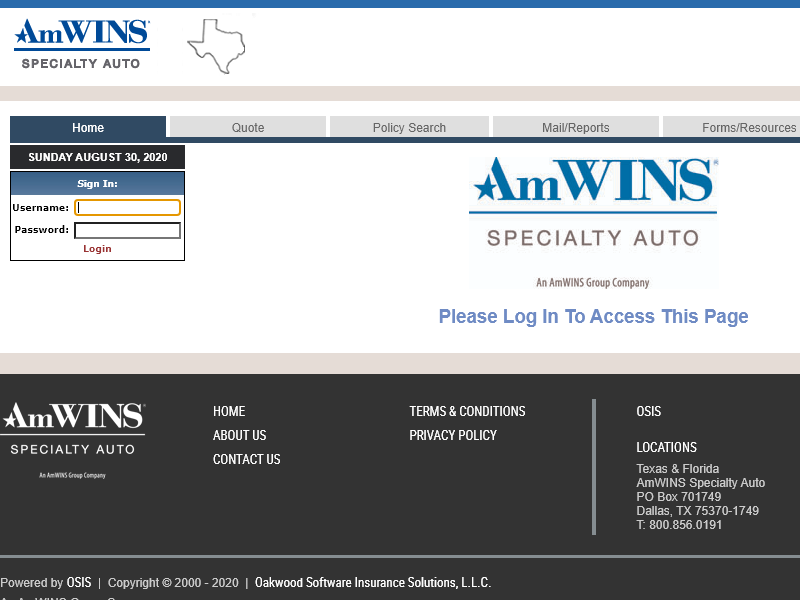 AmWINS®
SPECIALTY AUTO
Home
Quote
Policy Search
Mail/Reports
Forms/Resources
SUNDAY AUGUST 30, 2020
Sign In:
Username:
Password:
Login
AmWINS®
SPECIALTY AUTO
An AmWINS Group Company
Please Log In To Access This Page
AmWINS®
SPECIALTY AUTO
An AmWINS Group Company
HOME
ABOUT US
CONTACT US
TERMS & CONDITIONS
PRIVACY POLICY
OSIS
LOCATIONS
Texas & Florida
AmWINS Specialty Auto
PO Box 701749
Dallas, TX 75370-1749
T: 800.856.0191
Powered by OSIS | Copyright © 2000 - 2020 | Oakwood Software Insurance Solutions, L.L.C.